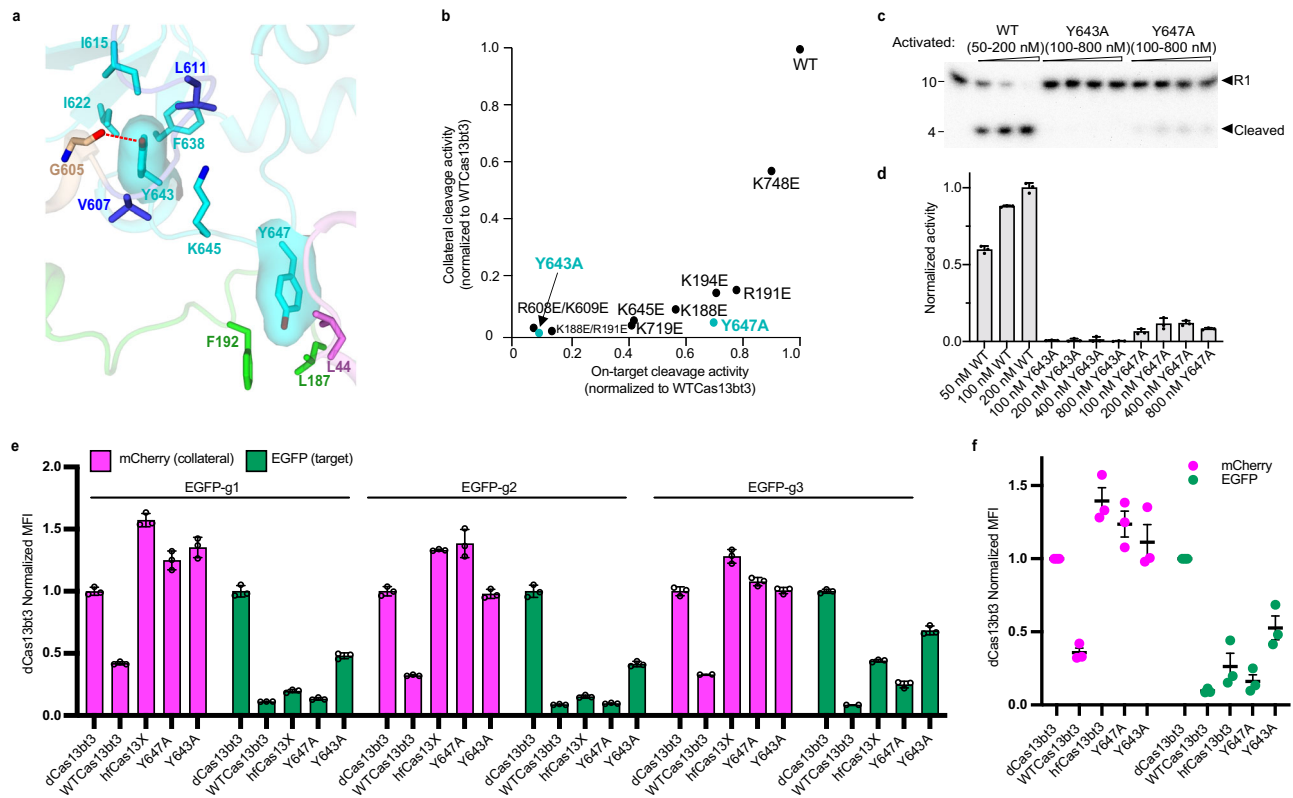 a
I615
L611
I622
F638
G605
Y643
V607
K645
Y647
F192
L187
L44
b
Collateral cleavage activity
(normalized to WTCas13bt3)
1.0
0.8
0.6
0.4
0.2
0
WT
K748E
Y643A
K194E
R191E
R608E/K609E
K645E
K188E
K188E/R191E
K719E
Y647A
0 0.2 0.4 0.6 0.8 1.0
On-target cleavage activity
(normalized to WTCas13bt3)
c
WT Y643A Y647A
Activated: (50-200 nM) (100-800 nM) (100-800 nM)
10 R1
4 Cleaved
d
Normalized activity
1.0
0.5
0.0
50 nM WT
100 nM WT
200 nM WT
100 nM Y643A
200 nM Y643A
400 nM Y643A
800 nM Y643A
100 nM Y647A
200 nM Y647A
400 nM Y647A
800 nM Y647A
e
mCherry (collateral) EGFP (target)
EGFP-g1 EGFP-g2 EGFP-g3
dCas13bt3 Normalized MFI
2.0
1.5
1.0
0.5
0.0
dCas13bt3
WTCas13bt3
hfCas13X
Y647A
Y643A
dCas13bt3
WTCas13bt3
hfCas13X
Y647A
Y643A
dCas13bt3
WTCas13bt3
hfCas13X
Y647A
Y643A
dCas13bt3
WTCas13bt3
hfCas13X
Y647A
Y643A
dCas13bt3
WTCas13bt3
hfCas13X
Y647A
Y643A
dCas13bt3
WTCas13bt3
hfCas13X
Y647A
Y643A
f
mCherry
EGFP
dCas13bt3 Normalized MFI
1.5
1.0
0.5
0.0
dCas13bt3
WTCas13bt3
hfCas13bt3
Y647A
Y643A
dCas13bt3
WTCas13bt3
hfCas13bt3
Y647A
Y643A